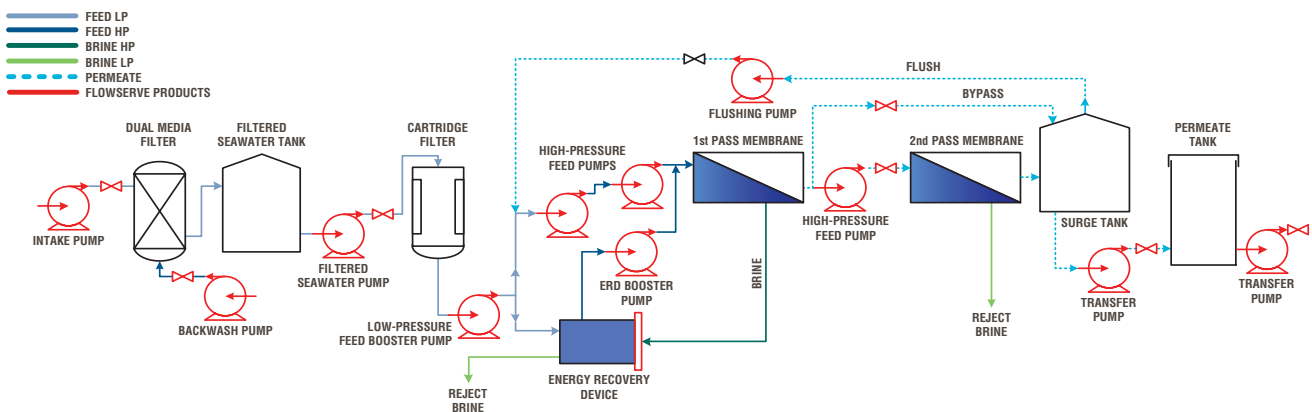 FEED LP
FEED HP
BRINE HP
BRINE LP
PERMEATE
FLOWSERVE PRODUCTS
DUAL MEDIA
FILTER
FILTERED
SEAWATER TANK
CARTRIDGE
FILTER
HIGH-PRESSURE
FEED PUMPS
FLUSHING PUMP
FLUSH
BYPASS
1st PASS MEMBRANE
2nd PASS MEMBRANE
PERMEATE
TANK
INTAKE PUMP
FILTERED
SEAWATER PUMP
BACKWASH PUMP
LOW-PRESSURE
FEED BOOSTER PUMP
ERD BOOSTER
PUMP
BRINE
HIGH-PRESSURE
FEED PUMP
SURGE TANK
TRANSFER
PUMP
TRANSFER
PUMP
REJECT
BRINE
ENERGY RECOVERY
DEVICE
REJECT
BRINE